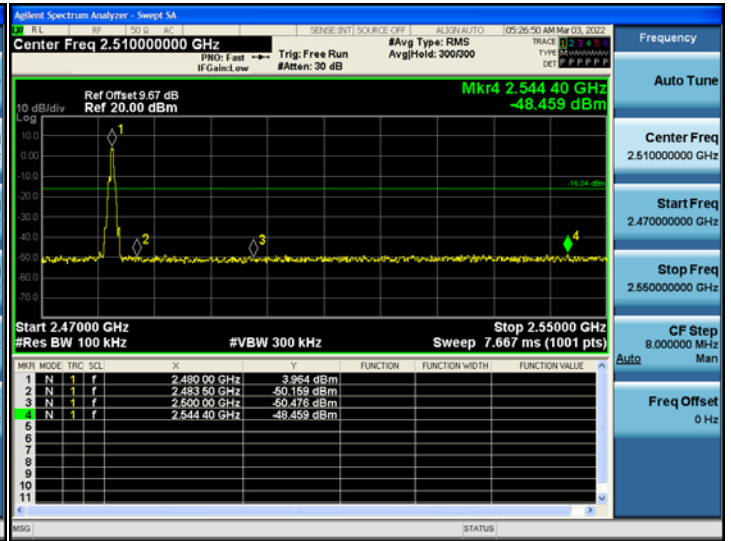 Agilent Spectrum Analyzer - Swept SA
RL RF 50 Ω AC SENSE:INT SOURCE OFF ALIGN AUTO 05:26:50 AM Mar 03, 2022
Center Freq 2.510000000 GHz #Avg Type: RMS TRACE 1 2 3 4 5 6
PNO: Fast Trig: Free Run Avg|Hold: 300/300 TYPE M WWWWW
IFGain:Low #Atten: 30 dB DET P P P P P P
Mkr4 2.544 40 GHz
-48.459 dBm
Ref Offset 9.67 dB
10 dB/div Ref 20.00 dBm
Log
10.0
0.00
-10.0
-20.0
-30.0
-40.0
-50.0
-60.0
-70.0
1
2
3
4
-16.04 dBm
Start 2.47000 GHz Stop 2.55000 GHz
#Res BW 100 kHz #VBW 300 kHz Sweep 7.667 ms (1001 pts)
MKR MODE TRC SCL X Y FUNCTION FUNCTION WIDTH FUNCTION VALUE
1 N 1 f 2.480 00 GHz 3.964 dBm
2 N 1 f 2.483 50 GHz -50.159 dBm
3 N 1 f 2.500 00 GHz -50.476 dBm
4 N 1 f 2.544 40 GHz -48.459 dBm
5
6
7
8
9
10
11
MSG STATUS
Frequency
Auto Tune
Center Freq
2.510000000 GHz
Start Freq
2.470000000 GHz
Stop Freq
2.550000000 GHz
CF Step
8.000000 MHz
Auto Man
Freq Offset
0 Hz